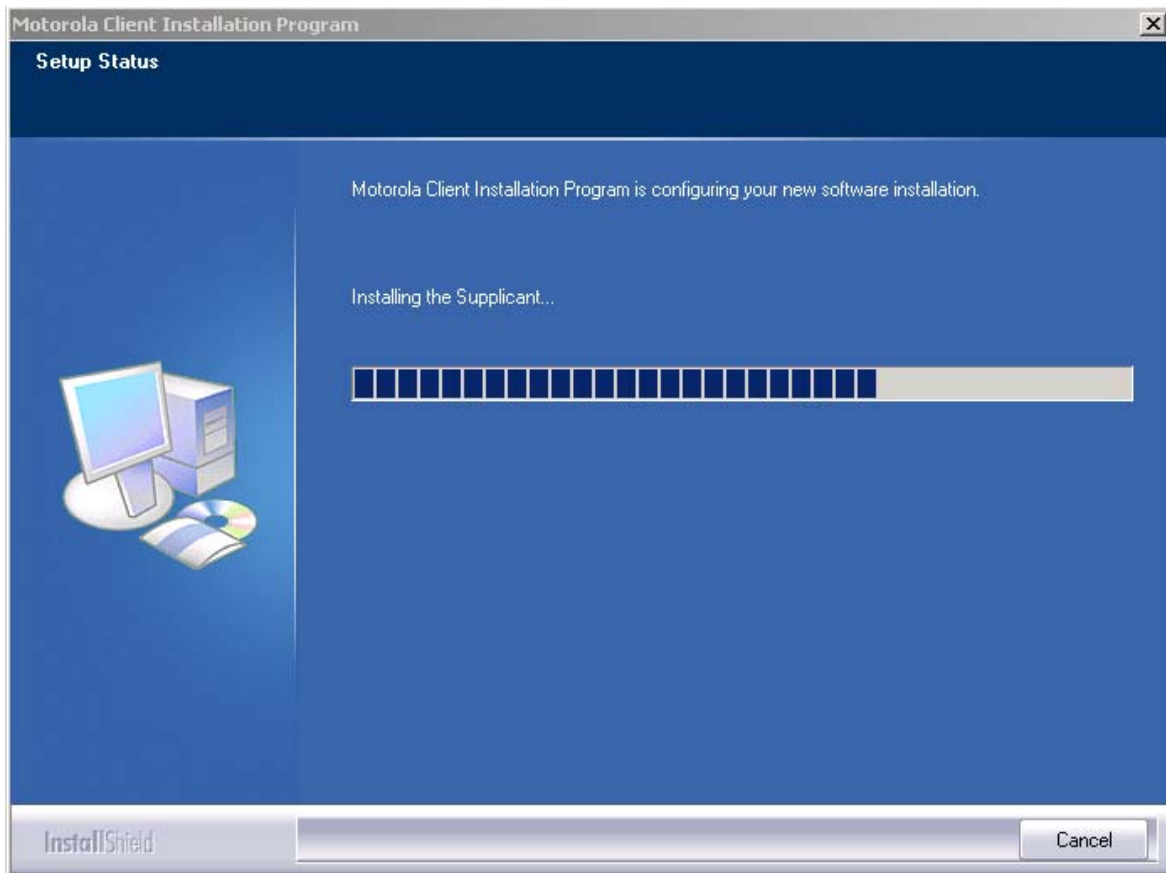 Motorola Client Installation Program
Setup Status
Motorola Client Installation Program is configuring your new software installation.
Installing the Supplicant...
InstallShield
Cancel